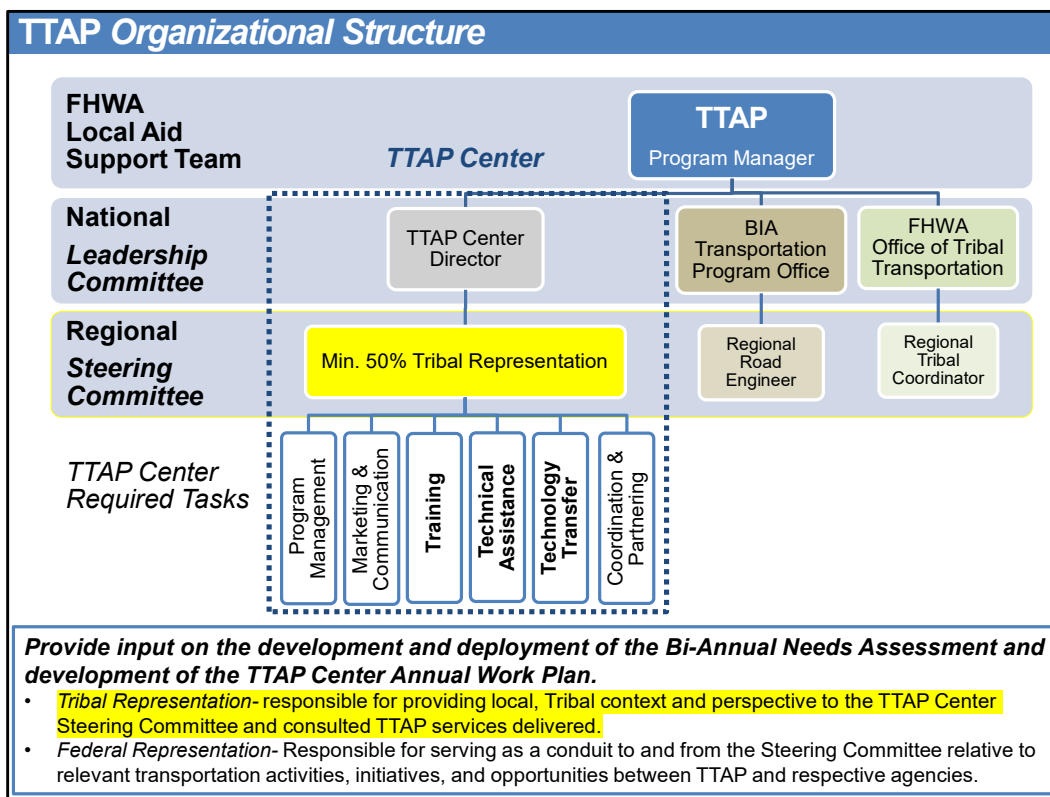 TTAP Organizational Structure
FHWA
Local Aid
Support Team
TTAP Center
TTAP
Program Manager
National
Leadership
Committee
TTAP Center
Director
BIA
Transportation
Program Office
FHWA
Office of Tribal
Transportation
Regional
Steering
Committee
Min. 50% Tribal Representation
Regional
Road
Engineer
Regional
Tribal
Coordinator
TTAP Center
Required Tasks
Program
Management
Marketing &
Communication
Training
Technical
Assistance
Technology
Transfer
Coordination &
Partnering
Provide input on the development and deployment of the Bi-Annual Needs Assessment and
development of the TTAP Center Annual Work Plan.
• Tribal Representation- responsible for providing local, Tribal context and perspective to the TTAP Center
Steering Committee and consulted TTAP services delivered.
• Federal Representation- Responsible for serving as a conduit to and from the Steering Committee relative to
relevant transportation activities, initiatives, and opportunities between TTAP and respective agencies.